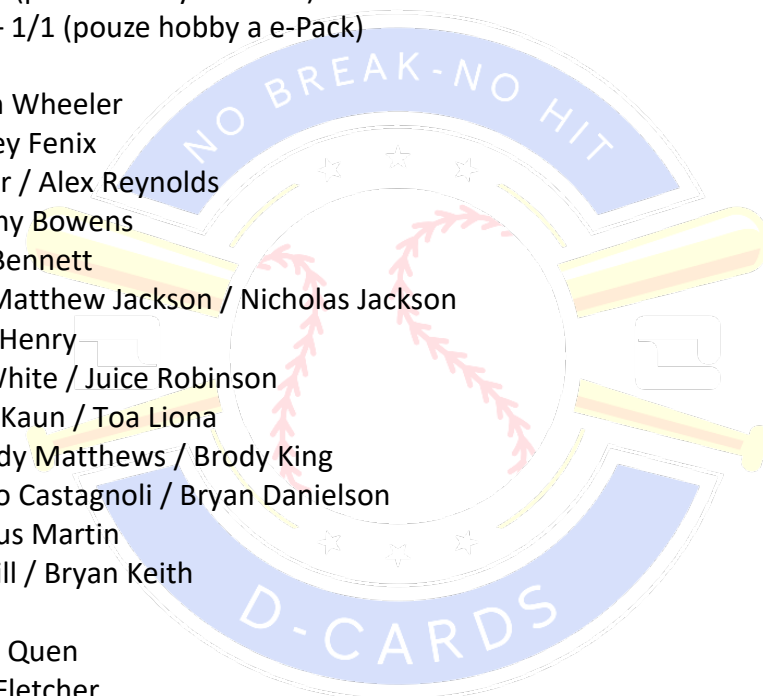 - 1/1 (pouze hobby a e-Pack)
Wheeler
ey Fenix
r / Alex Reynolds
ny Bowens
Bennett
Matthew Jackson / Nicholas Jackson
Henry
White / Juice Robinson
Kaun / Toa Liona
dy Matthews / Brody King
o Castagnoli / Bryan Danielson
us Martin
ill / Bryan Keith
Quen
Fletcher
NO BREAK-NO HIT
D-CARDS